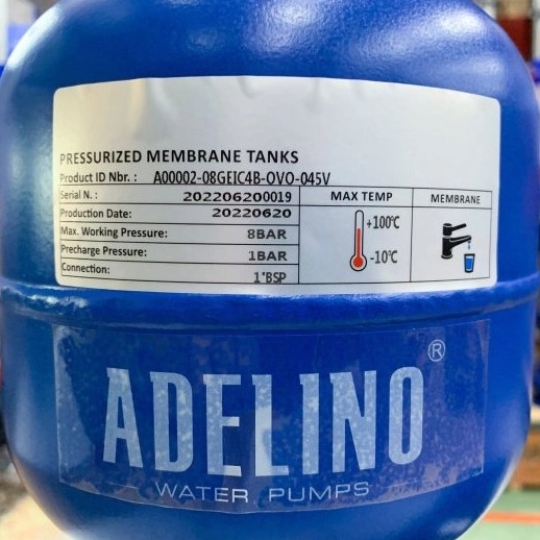 PRESSURIZED MEMBRANE TANKS
Product ID Nbr. : A00002-08GEIC4B-OVO-045V
Serial N. : 202206200019
Production Date: 20220620
Max. Working Pressure: 8BAR
Precharge Pressure: 1BAR
Connection: 1"BSP
MAX TEMP
+100℃
-10℃
MEMBRANE
ADELINO®
WATER PUMPS